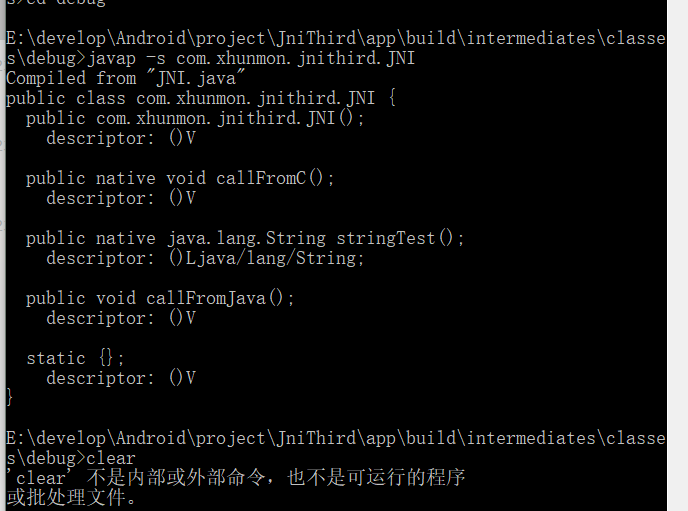 s>cd debug
E:\develop\Android\project\JniThird\app\build\intermediates\classe
s\debug>javap -s com.xhunmon.jnithird.JNI
Compiled from "JNI.java"
public class com.xhunmon.jnithird.JNI {
  public com.xhunmon.jnithird.JNI();
    descriptor: ()V
  public native void callFromC();
    descriptor: ()V
  public native java.lang.String stringTest();
    descriptor: ()Ljava/lang/String;
  public void callFromJava();
    descriptor: ()V
  static {};
    descriptor: ()V
}
E:\develop\Android\project\JniThird\app\build\intermediates\classe
s\debug>clear
'clear' 不是内部或外部命令，也不是可运行的程序
或批处理文件。